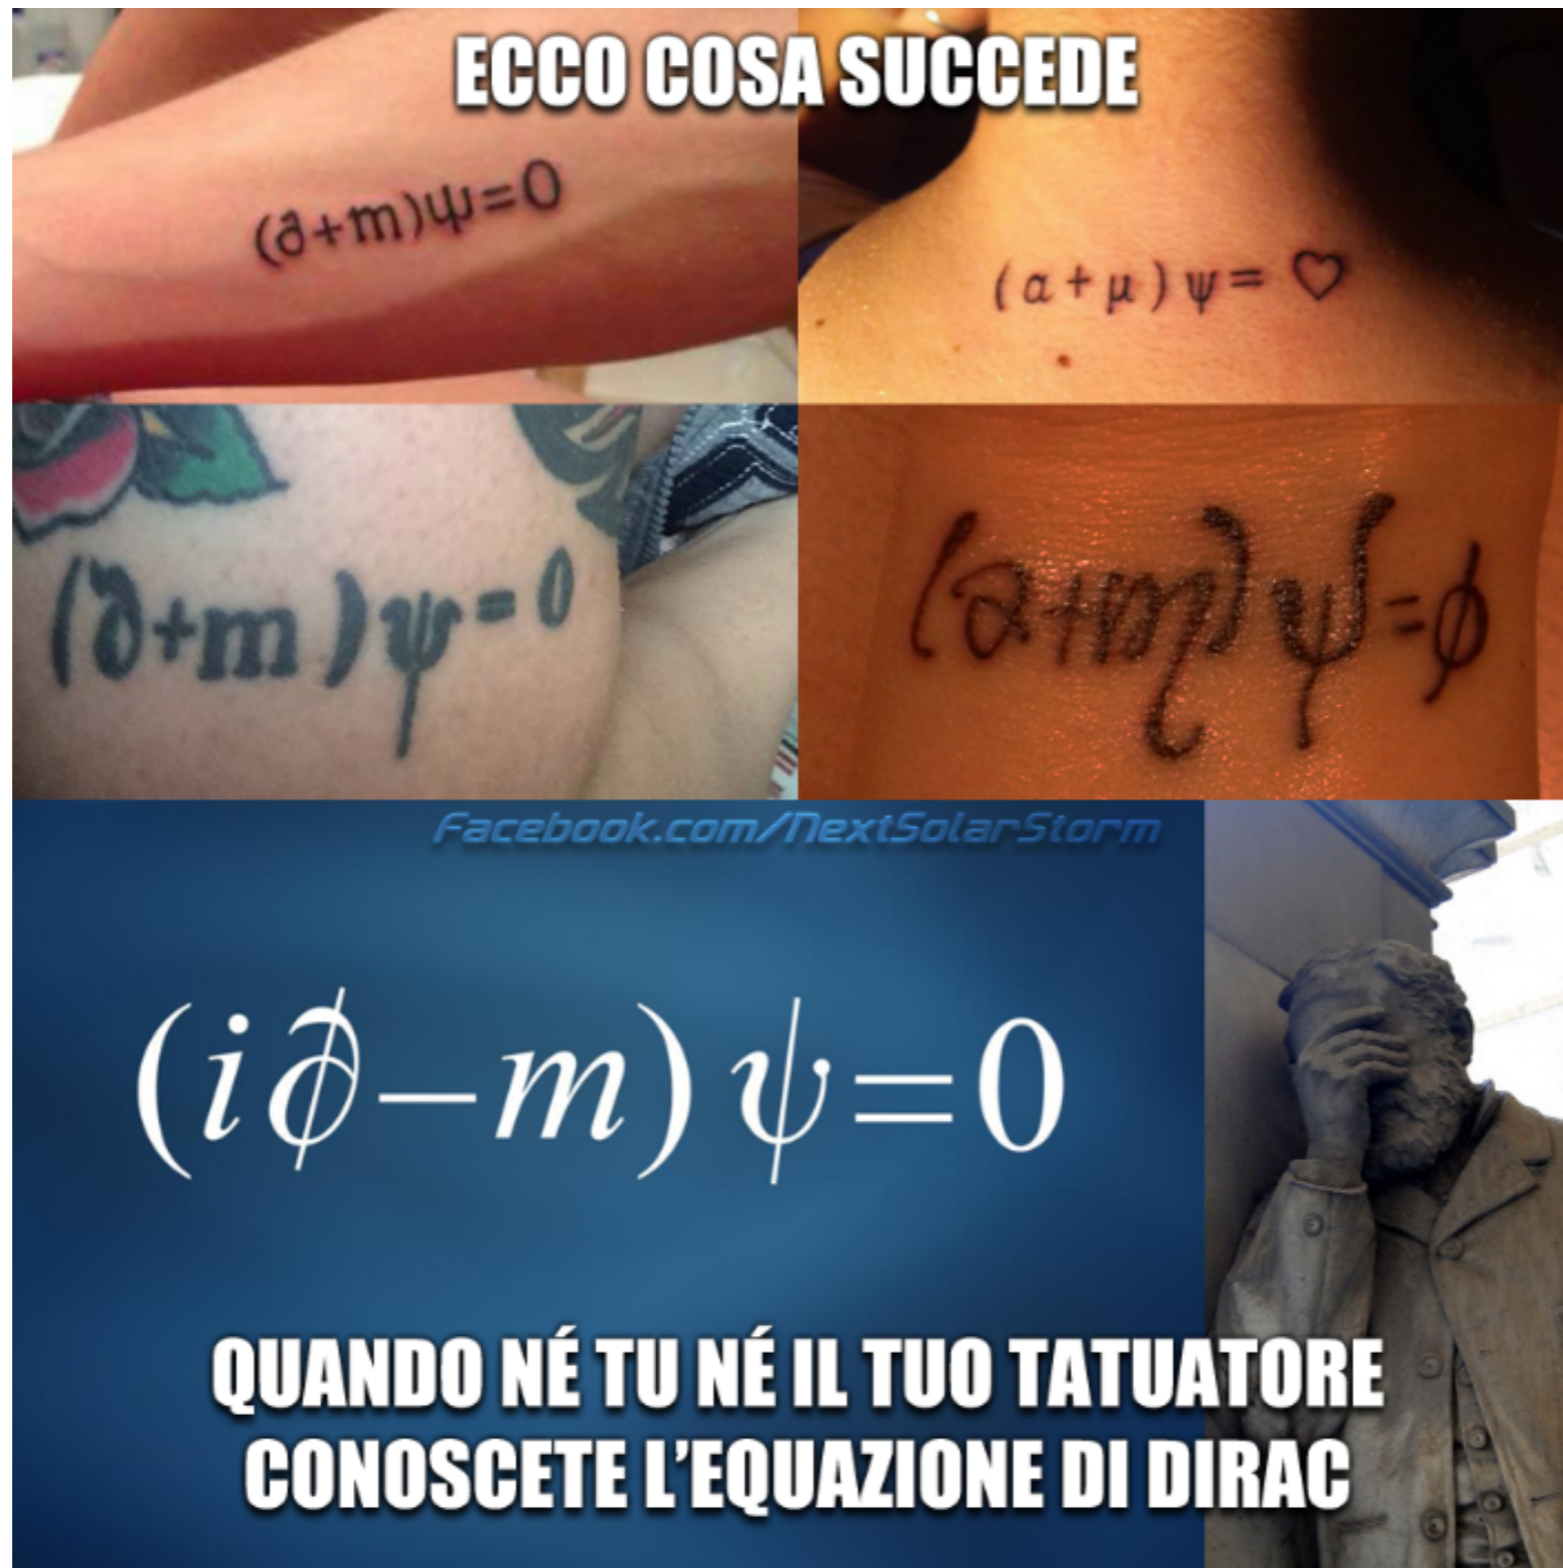 ECCO COSA SUCCEDE
(∂+m)ψ=0
(α+μ)ψ=♡
(∂+m)ψ=0
(∂+m)ψ=ϕ
Facebook.com/NextSolarStorm
(i∂̸−m)ψ=0
QUANDO NÉ TU NÉ IL TUO TATUATORE
CONOSCETE L’EQUAZIONE DI DIRAC